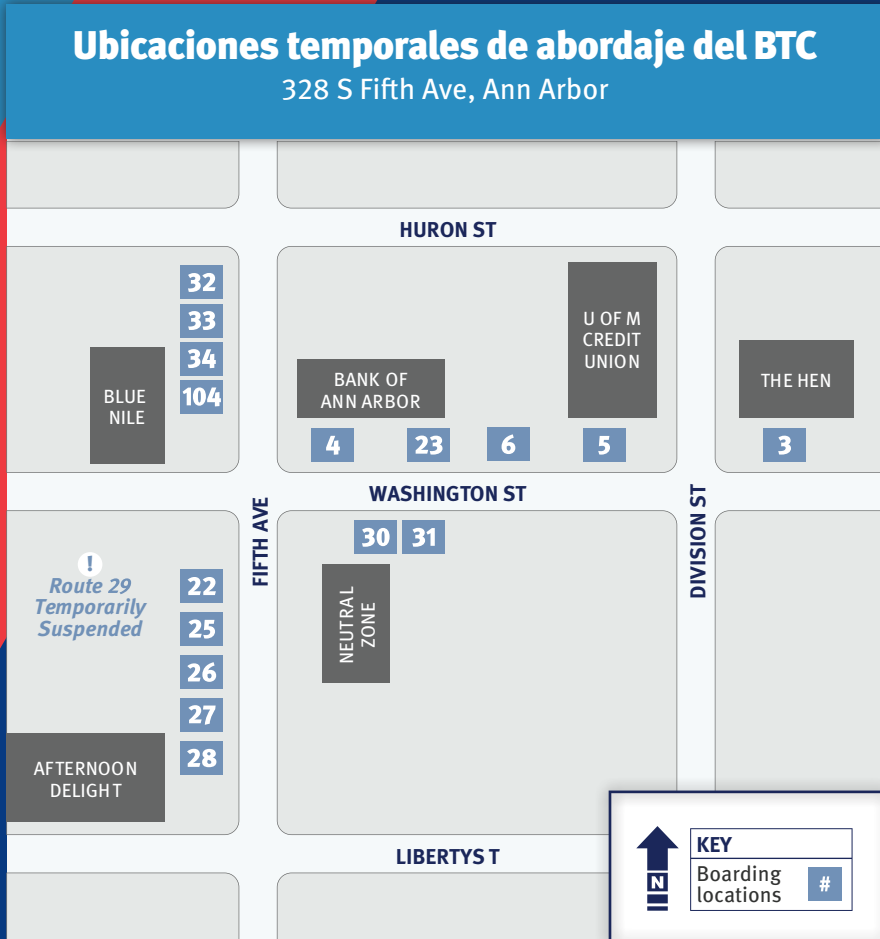 Ubicaciones temporales de abordaje del BTC
328 S Fifth Ave, Ann Arbor
HURON ST
32
33
34
104
BLUE
NILE
BANK OF
ANN ARBOR
U OF M
CREDIT
UNION
THE HEN
4
23
6
5
3
WASHINGTON ST
FIFTH AVE
DIVISION ST
30
31
NEUTRAL
ZONE
!
Route 29
Temporarily
Suspended
22
25
26
27
28
AFTERNOON
DELIGHT
LIBERTYS T
N
KEY
Boarding
locations
#